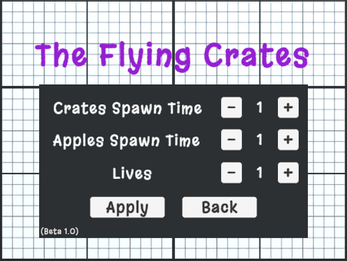 The Flying Crates
Crates Spawn Time - 1 +
Apples Spawn Time - 1 +
Lives - 1 +
Apply Back
(Beta 1.0)